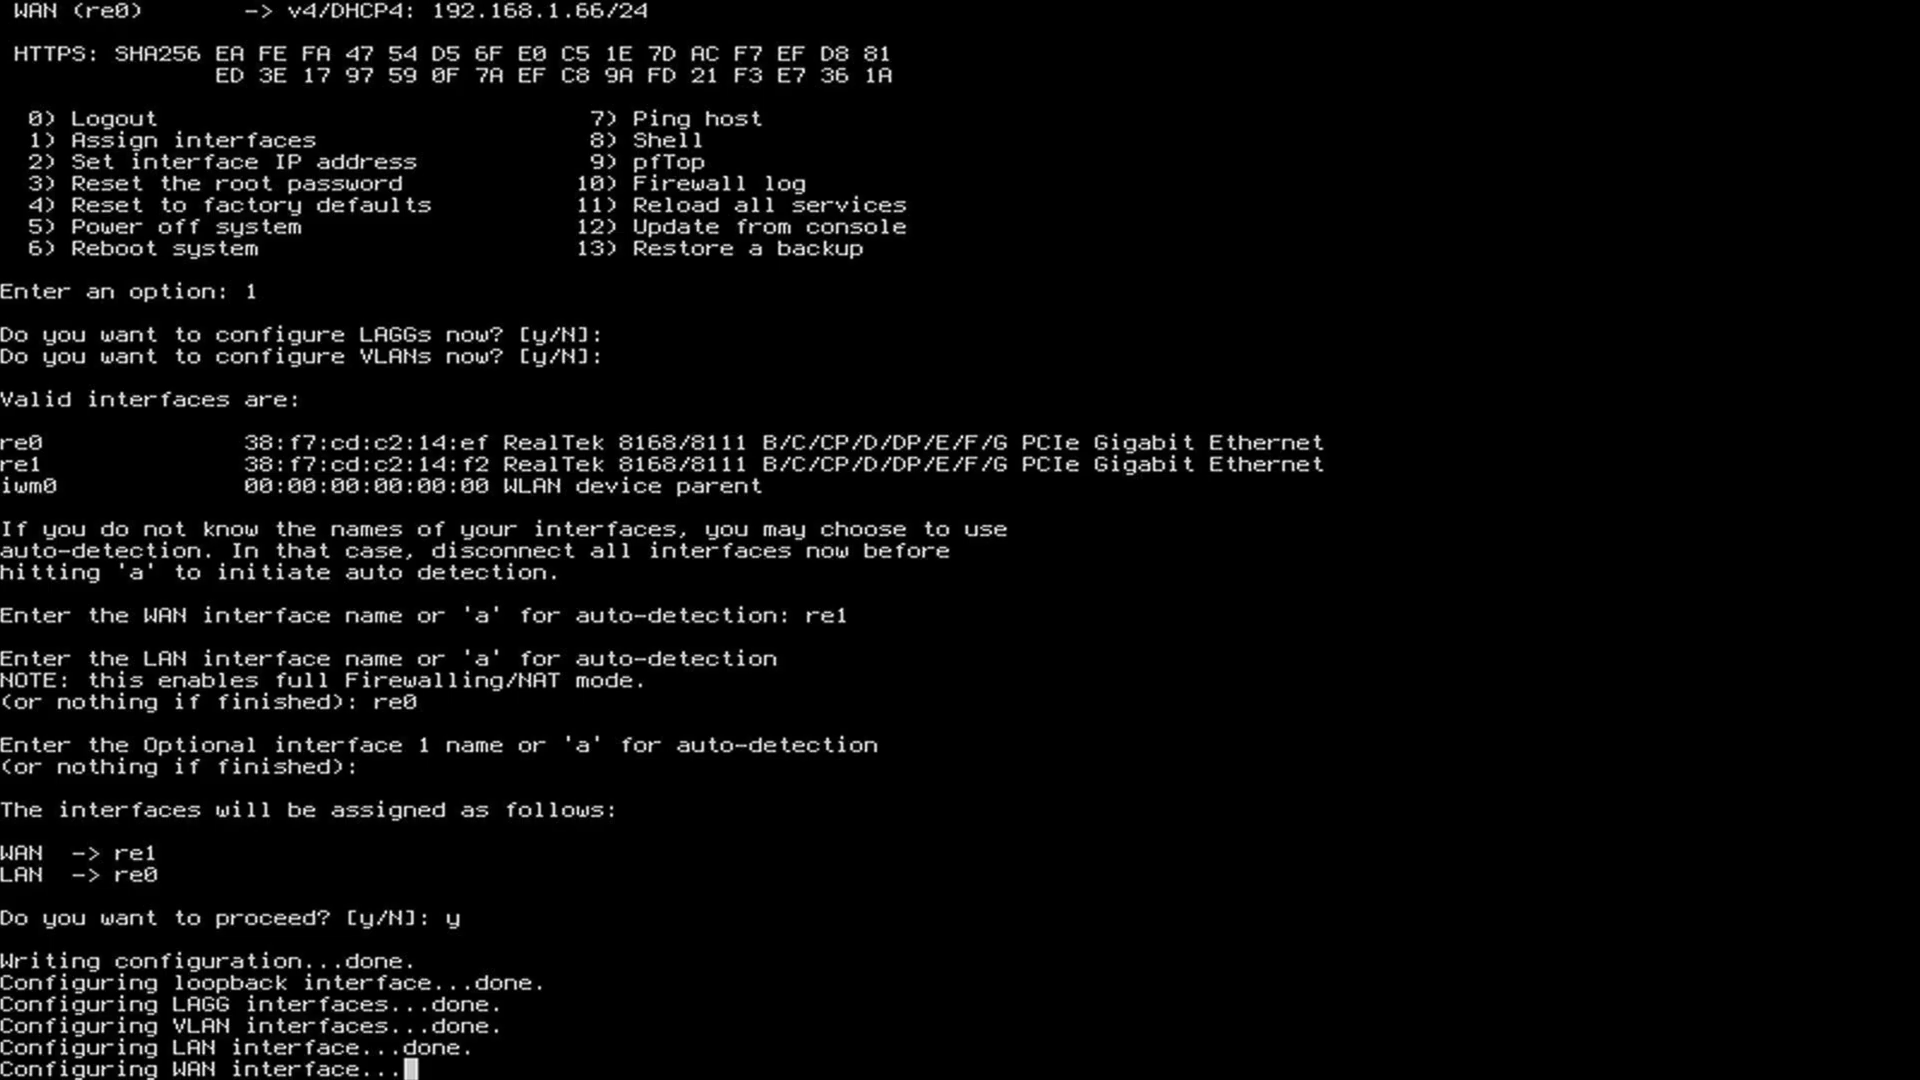 WAN (re0)       -> v4/DHCP4: 192.168.1.66/24
HTTPS: SHA256 EA FE FA 47 54 D5 6F E0 C5 1E 7D AC F7 EF D8 81
ED 3E 17 97 59 0F 7A EF C8 9A FD 21 F3 E7 36 1A
0) Logout                              7) Ping host
1) Assign interfaces                   8) Shell
2) Set interface IP address            9) pfTop
3) Reset the root password            10) Firewall log
4) Reset to factory defaults          11) Reload all services
5) Power off system                   12) Update from console
6) Reboot system                      13) Restore a backup
Enter an option: 1
Do you want to configure LAGGs now? [y/N]:
Do you want to configure VLANs now? [y/N]:
Valid interfaces are:
re0              38:f7:cd:c2:14:ef RealTek 8168/8111 B/C/CP/D/DP/E/F/G PCIe Gigabit Ethernet
re1              38:f7:cd:c2:14:f2 RealTek 8168/8111 B/C/CP/D/DP/E/F/G PCIe Gigabit Ethernet
iwm0             00:00:00:00:00:00 WLAN device parent
If you do not know the names of your interfaces, you may choose to use
auto-detection. In that case, disconnect all interfaces now before
hitting 'a' to initiate auto detection.
Enter the WAN interface name or 'a' for auto-detection: re1
Enter the LAN interface name or 'a' for auto-detection
NOTE: this enables full Firewalling/NAT mode.
(or nothing if finished): re0
Enter the Optional interface 1 name or 'a' for auto-detection
(or nothing if finished):
The interfaces will be assigned as follows:
WAN  -> re1
LAN  -> re0
Do you want to proceed? [y/N]: y
Writing configuration...done.
Configuring loopback interface...done.
Configuring LAGG interfaces...done.
Configuring VLAN interfaces...done.
Configuring LAN interface...done.
Configuring WAN interface...